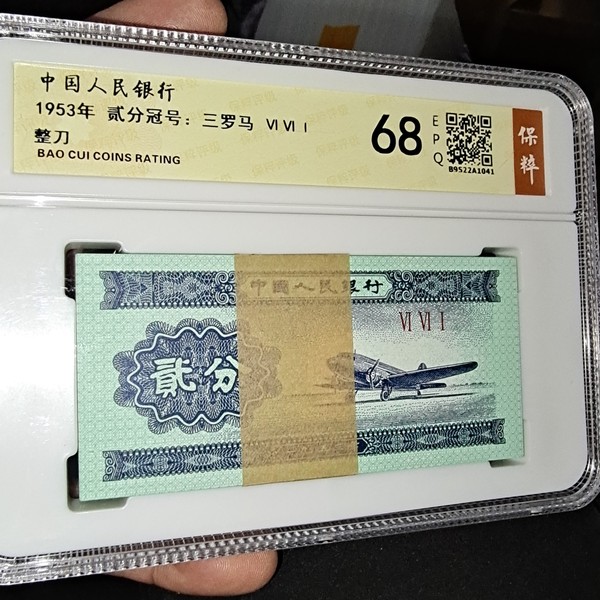 中国人民银行
1953年 贰分冠号：三罗马 VI VI I
整刀
BAO CUI COINS RATING
68
EPQ
B9522A1041
保粹
中國人民銀行
VI VI I
貳分